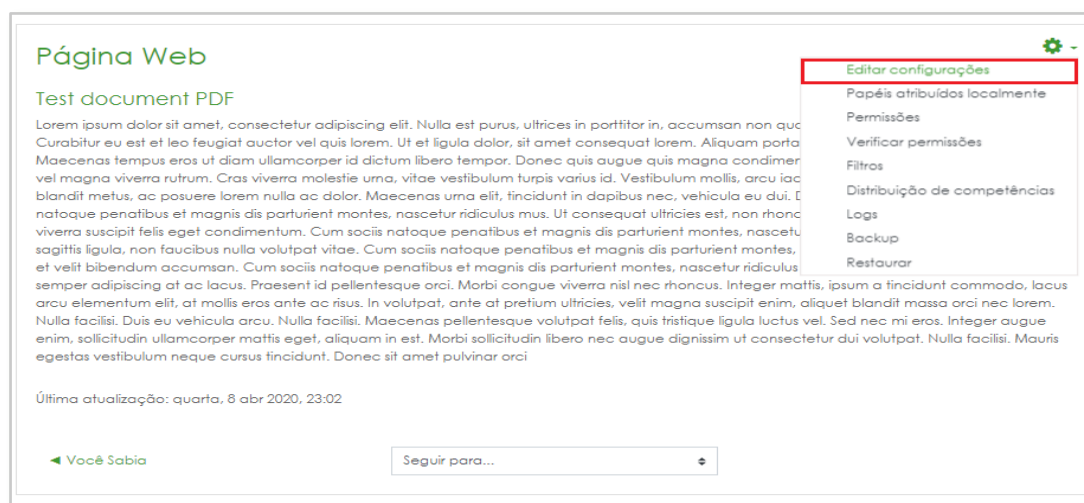 Página Web
Editar configurações
Papéis atribuídos localmente
Permissões
Verificar permissões
Filtros
Distribuição de competências
Logs
Backup
Restaurar
Test document PDF
Lorem ipsum dolor sit amet, consectetur adipiscing elit. Nulla est purus, ultrices in porttitor in, accumsan non quc
Curabitur eu est et leo feugiat auctor vel quis lorem. Ut et ligula dolor, sit amet consequat lorem. Aliquam porta
Maecenas tempus eros ut diam ullamcorper id dictum libero tempor. Donec quis augue quis magna condimer
vel magna viverra rutrum. Cras viverra molestie urna, vitae vestibulum turpis varius id. Vestibulum mollis, arcu iac
blandit metus, ac posuere lorem nulla ac dolor. Maecenas urna elit, tincidunt in dapibus nec, vehicula eu dui. D
natoque penatibus et magnis dis parturient montes, nascetur ridiculus mus. Ut consequat ultricies est, non rhonc
viverra suscipit felis eget condimentum. Cum sociis natoque penatibus et magnis dis parturient montes, nascetu
sagittis ligula, non faucibus nulla volutpat vitae. Cum sociis natoque penatibus et magnis dis parturient montes,
et velit bibendum accumsan. Cum sociis natoque penatibus et magnis dis parturient montes, nascetur ridiculus
semper adipiscing at ac lacus. Praesent id pellentesque orci. Morbi congue viverra nisl nec rhoncus. Integer mattis, ipsum a tincidunt commodo, lacus
arcu elementum elit, at mollis eros ante ac risus. In volutpat, ante at pretium ultricies, velit magna suscipit enim, aliquet blandit massa orci nec lorem.
Nulla facilisi. Duis eu vehicula arcu. Nulla facilisi. Maecenas pellentesque volutpat felis, quis tristique ligula luctus vel. Sed nec mi eros. Integer augue
enim, sollicitudin ullamcorper mattis eget, aliquam in est. Morbi sollicitudin libero nec augue dignissim ut consectetur dui volutpat. Nulla facilisi. Mauris
egestas vestibulum neque cursus tincidunt. Donec sit amet pulvinar orci
Última atualização: quarta, 8 abr 2020, 23:02
◄ Você Sabia
Seguir para...